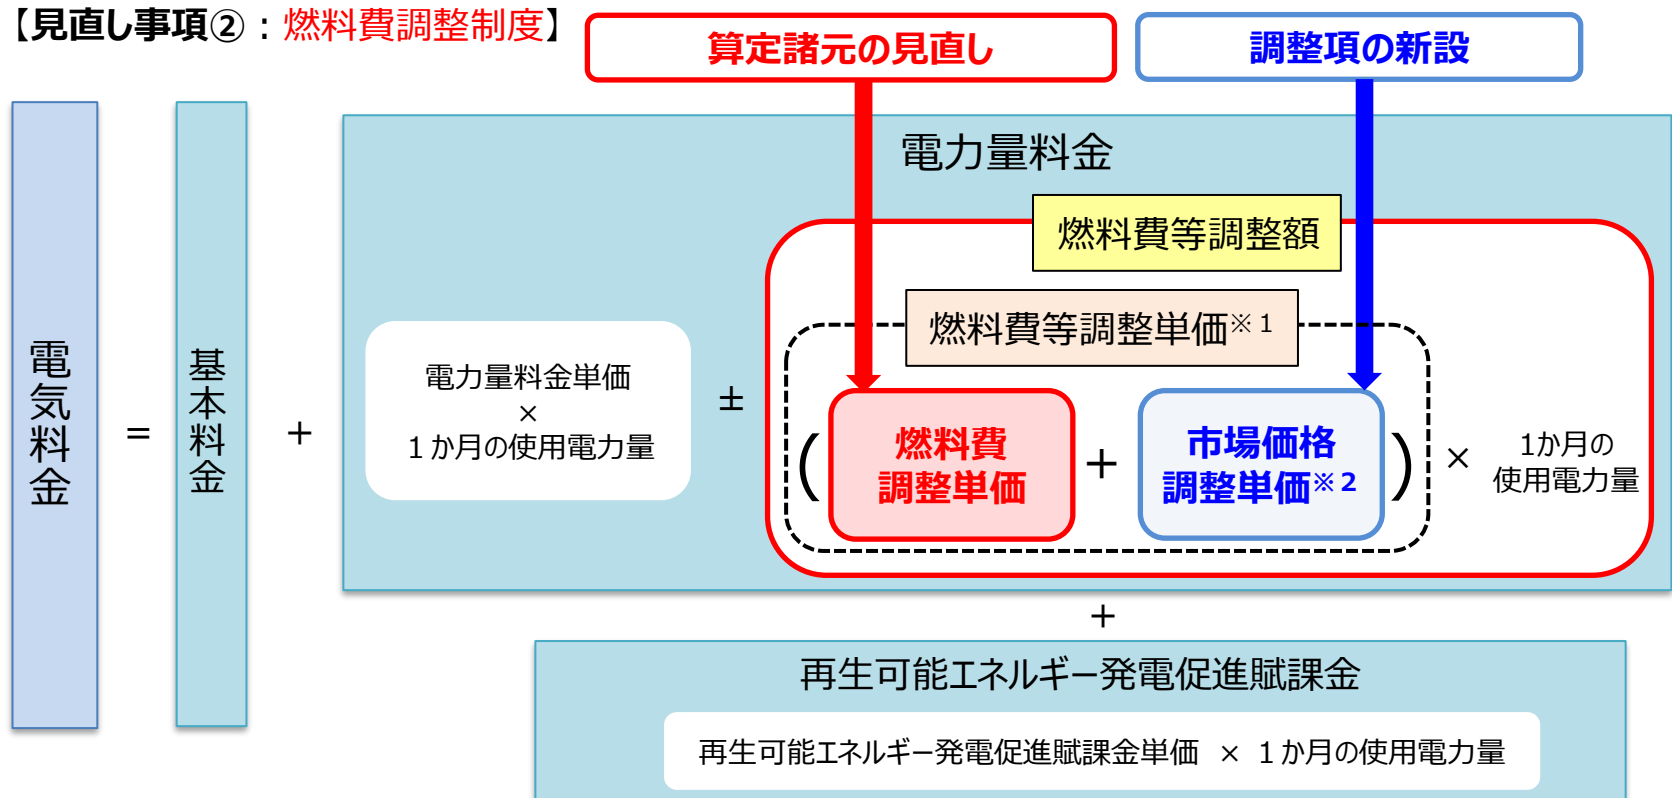 【見直し事項②:燃料費調整制度】
算定諸元の見直し
調整項の新設
電気料金
=
基本料金
+
電力量料金
電力量料金単価
×
1か月の使用電力量
±
燃料費等調整額
燃料費等調整単価※1
(
燃料費
調整単価
+
市場価格
調整単価※2
)
×
1か月の
使用電力量
+
再生可能エネルギー発電促進賦課金
再生可能エネルギー発電促進賦課金単価 × 1か月の使用電力量